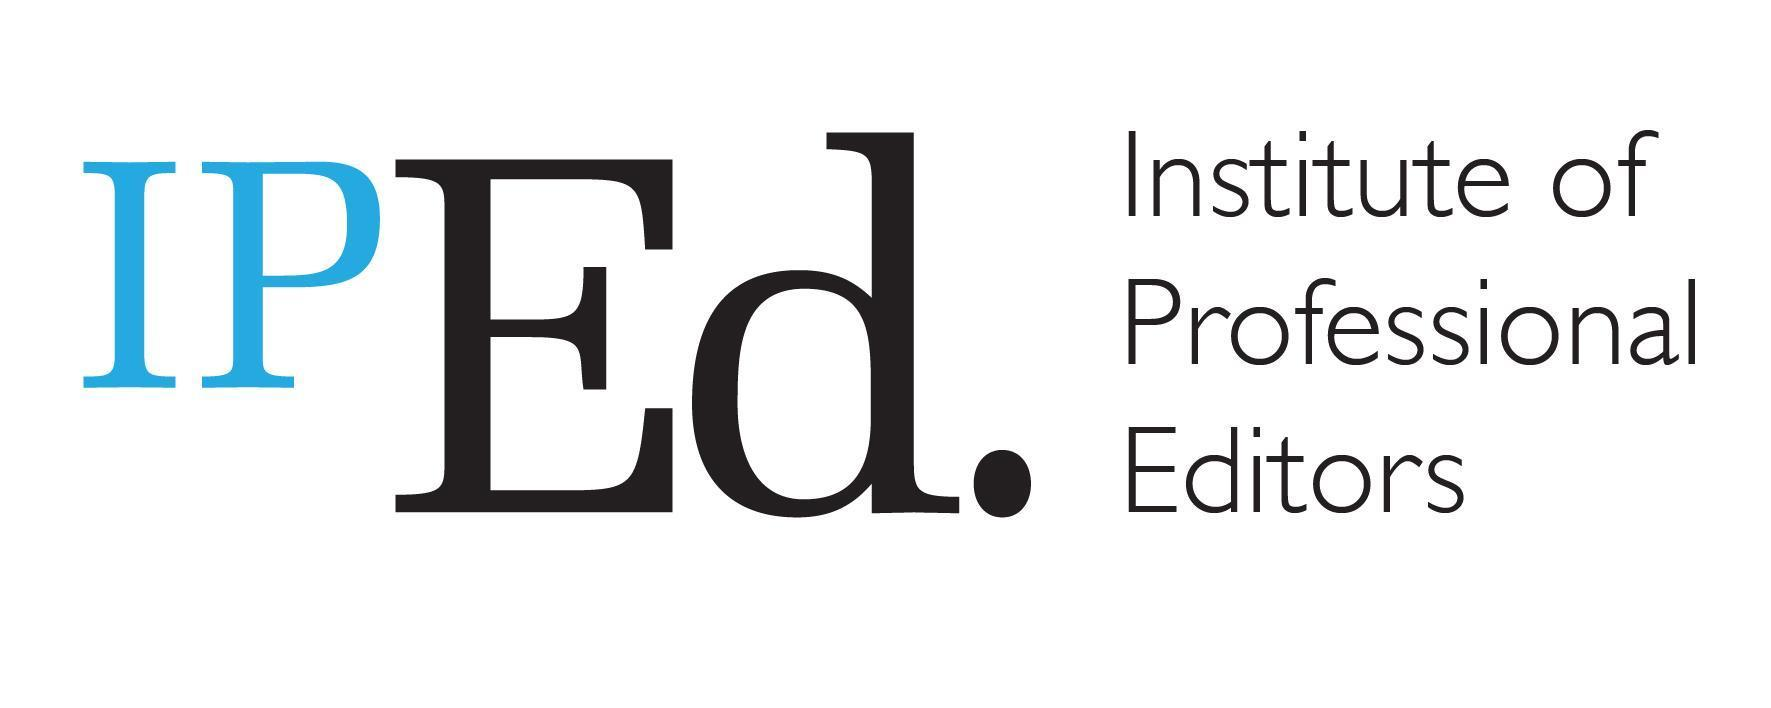 IPEd.
Institute of
Professional
Editors